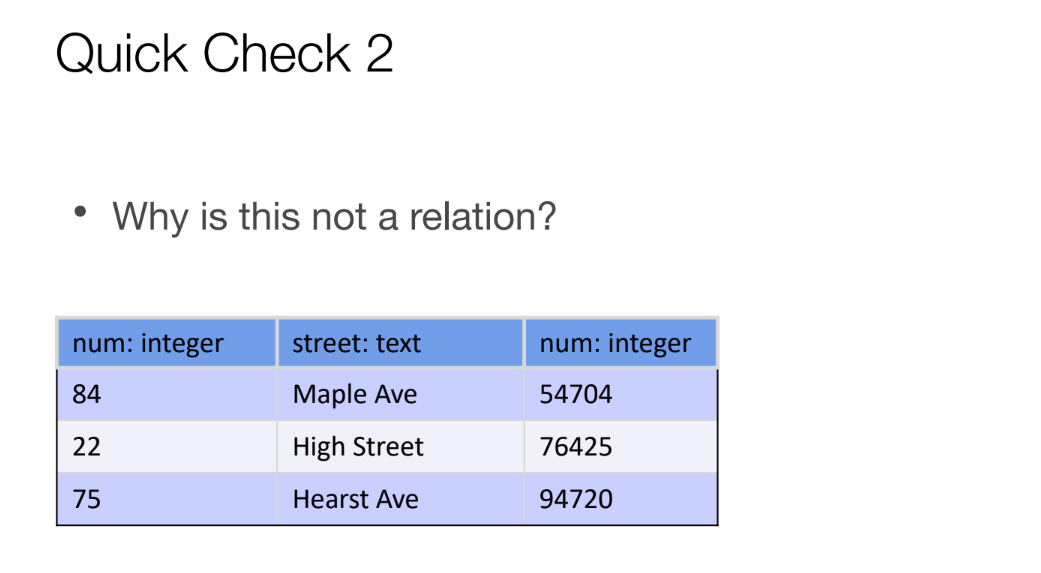 Quick Check 2
• Why is this not a relation?
num: integer street: text num: integer
84 Maple Ave 54704
22 High Street 76425
75 Hearst Ave 94720